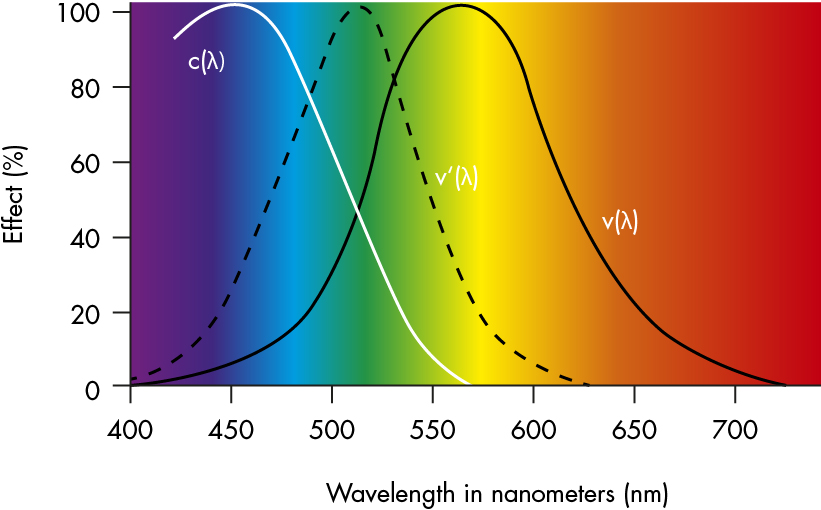 100
80
60
40
20
0
Effect (%)
c(λ)
v‘(λ)
v(λ)
400 450 500 550 600 650 700
Wavelength in nanometers (nm)